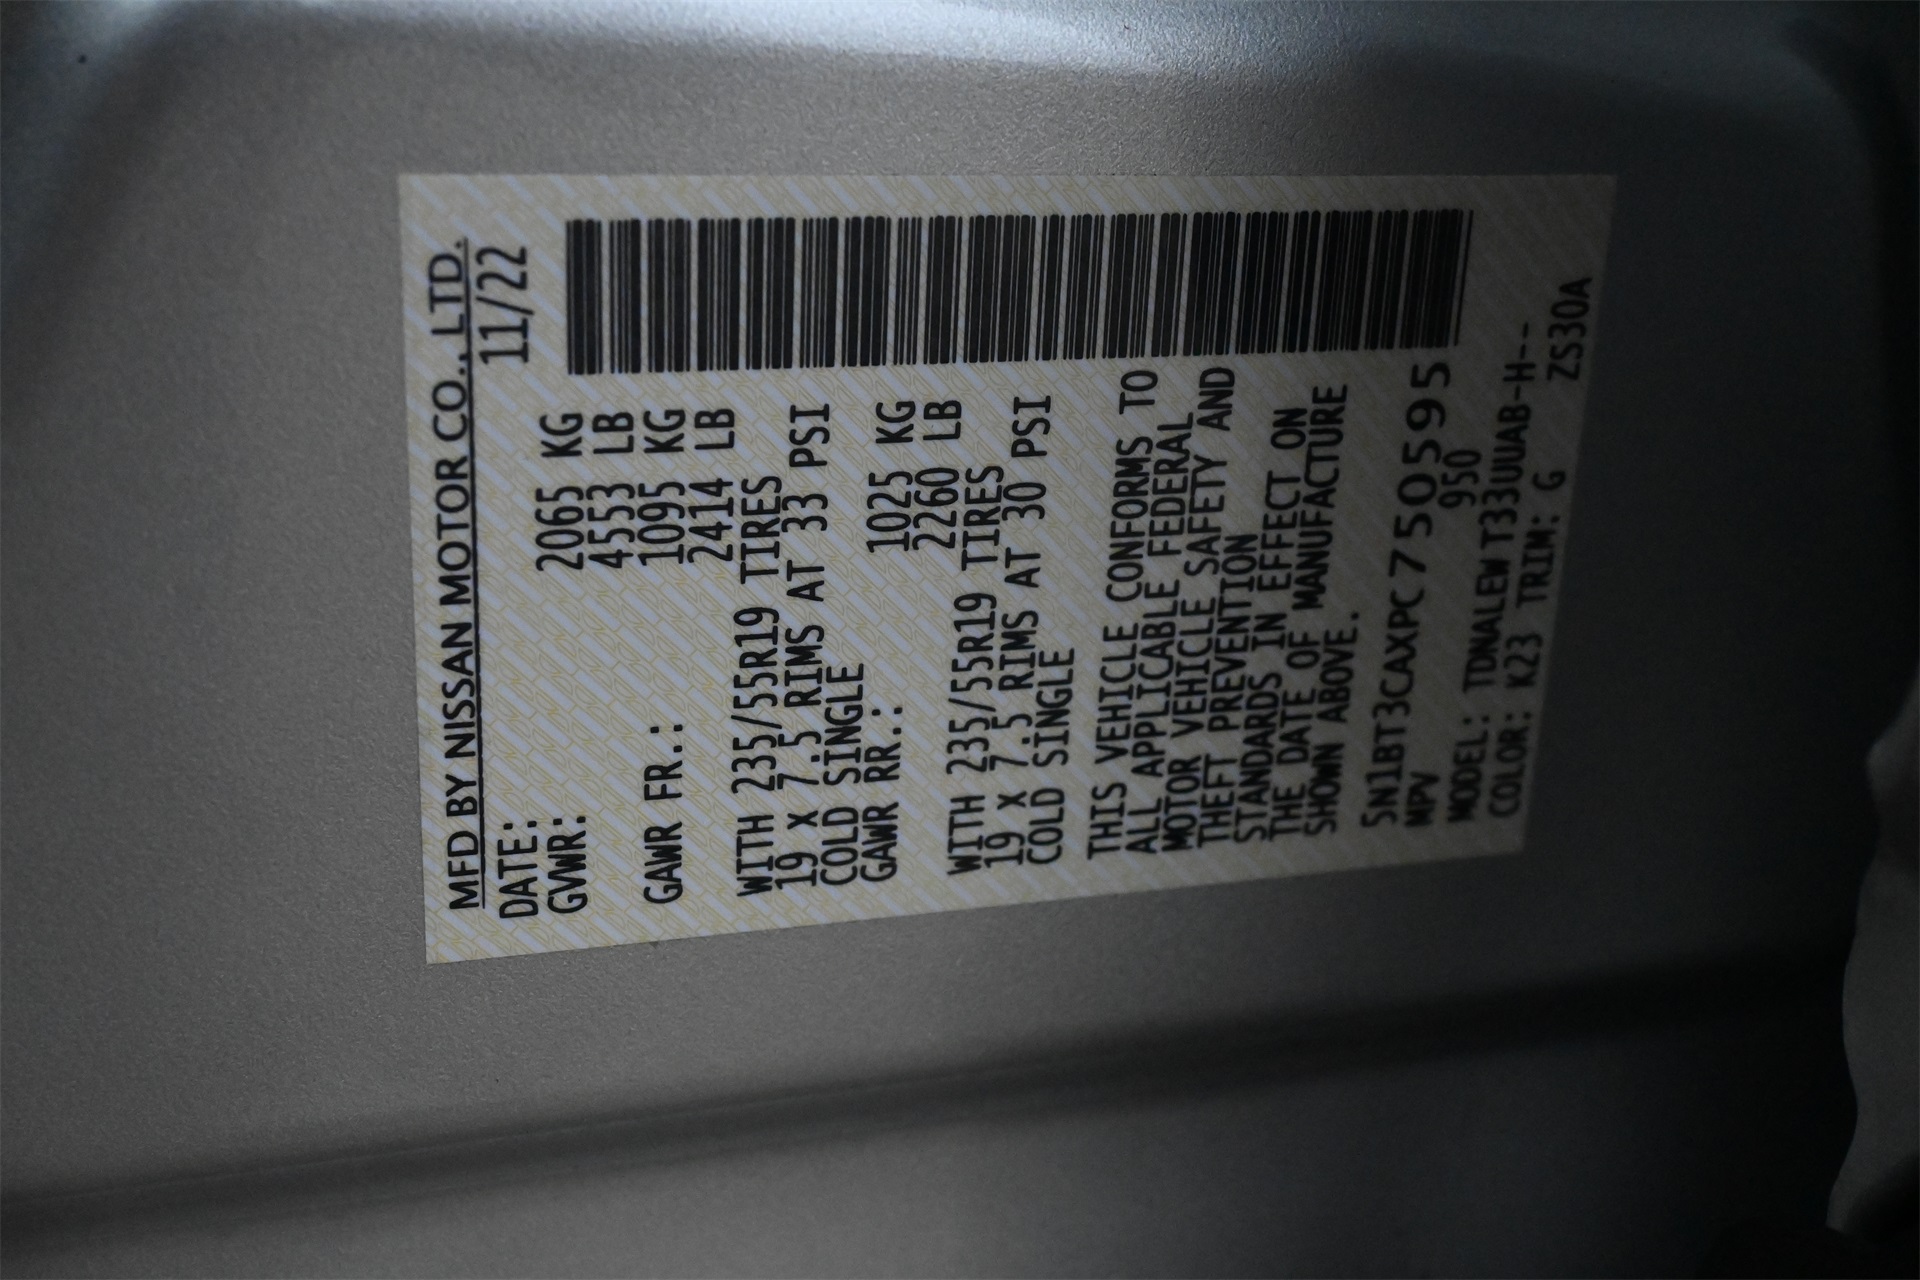 MFD BY NISSAN MOTOR CO., LTD.
DATE: 11/22
GVWR: 2065 KG
4553 LB
GAWR FR.: 1095 KG
2414 LB
WITH 235/55R19 TIRES
19 X 7.5 RIMS AT 33 PSI
COLD SINGLE
GAWR RR.: 1025 KG
2260 LB
WITH 235/55R19 TIRES
19 X 7.5 RIMS AT 30 PSI
COLD SINGLE
THIS VEHICLE CONFORMS TO
ALL APPLICABLE FEDERAL
MOTOR VEHICLE SAFETY AND
THEFT PREVENTION
STANDARDS IN EFFECT ON
THE DATE OF MANUFACTURE
SHOWN ABOVE.
5N1BT3CAXPC750595
MPV 950
MODEL: TDNALEWT33UUAB-H--
COLOR: K23 TRIM: G ZS30A